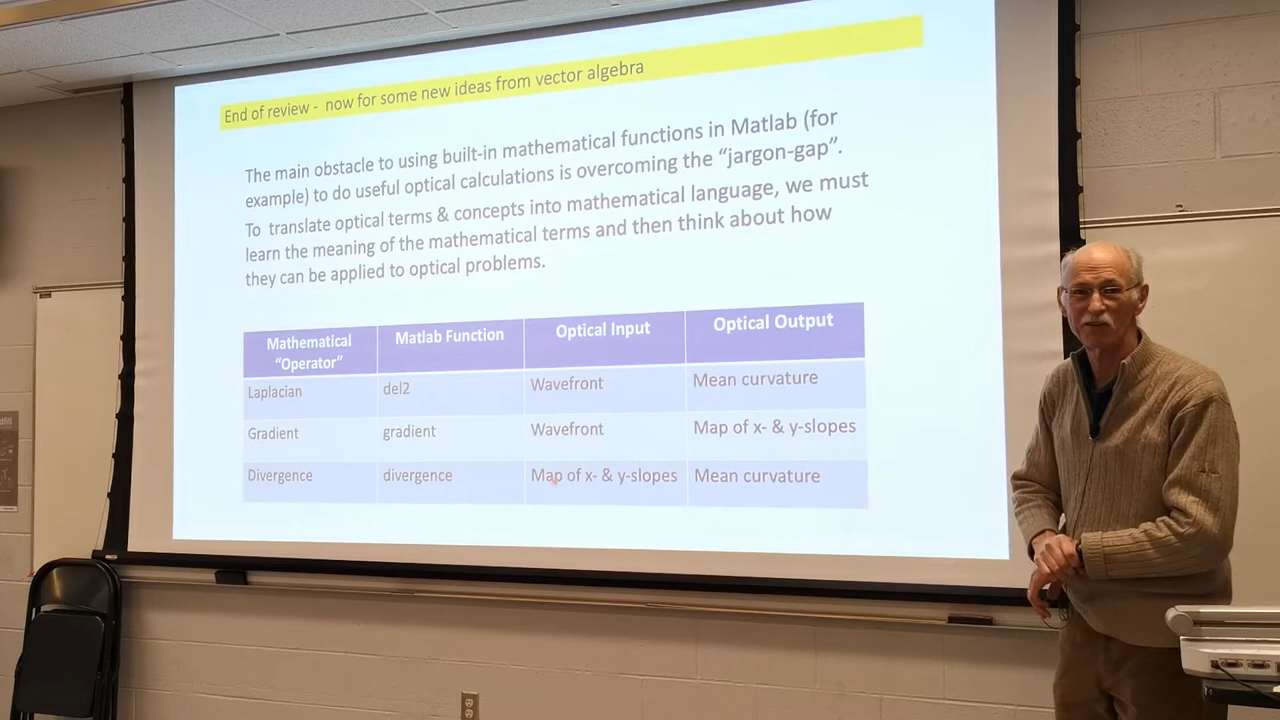 End of review - now for some new ideas from vector algebra
The main obstacle to using built-in mathematical functions in Matlab (for
example) to do useful optical calculations is overcoming the “jargon-gap”.
To translate optical terms & concepts into mathematical language, we must
learn the meaning of the mathematical terms and then think about how
they can be applied to optical problems.
Mathematical “Operator” Matlab Function Optical Input Optical Output
Laplacian del2 Wavefront Mean curvature
Gradient gradient Wavefront Map of x- & y-slopes
Divergence divergence Map of x- & y-slopes Mean curvature